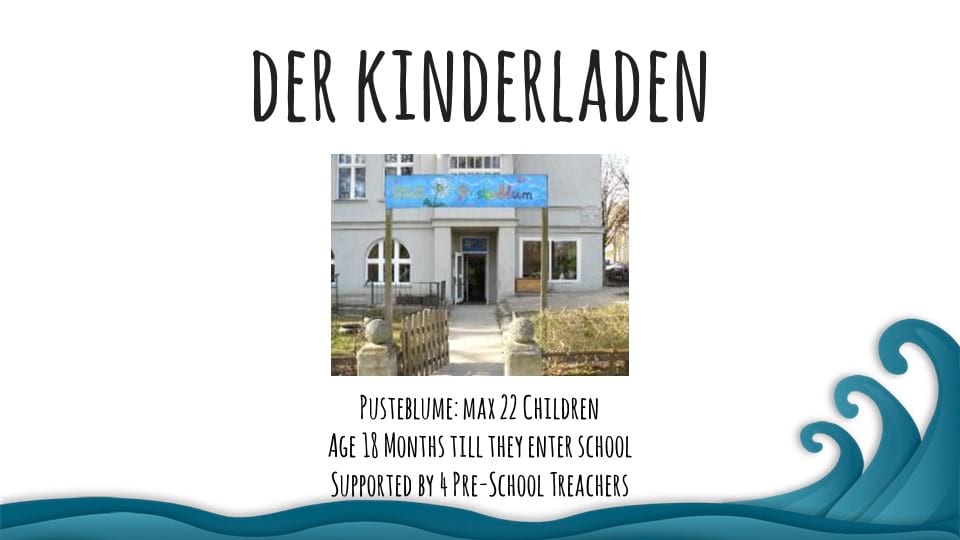 DER KINDERLADEN
Pusteblume
Pusteblume: max 22 Children
Age 18 Months till they enter school
Supported by 4 Pre-School Treachers